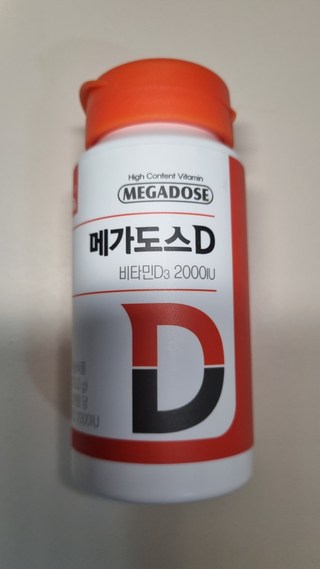 High Content Vitamin
MEGADOSE
메가도스D
비타민D3 2000IU
D